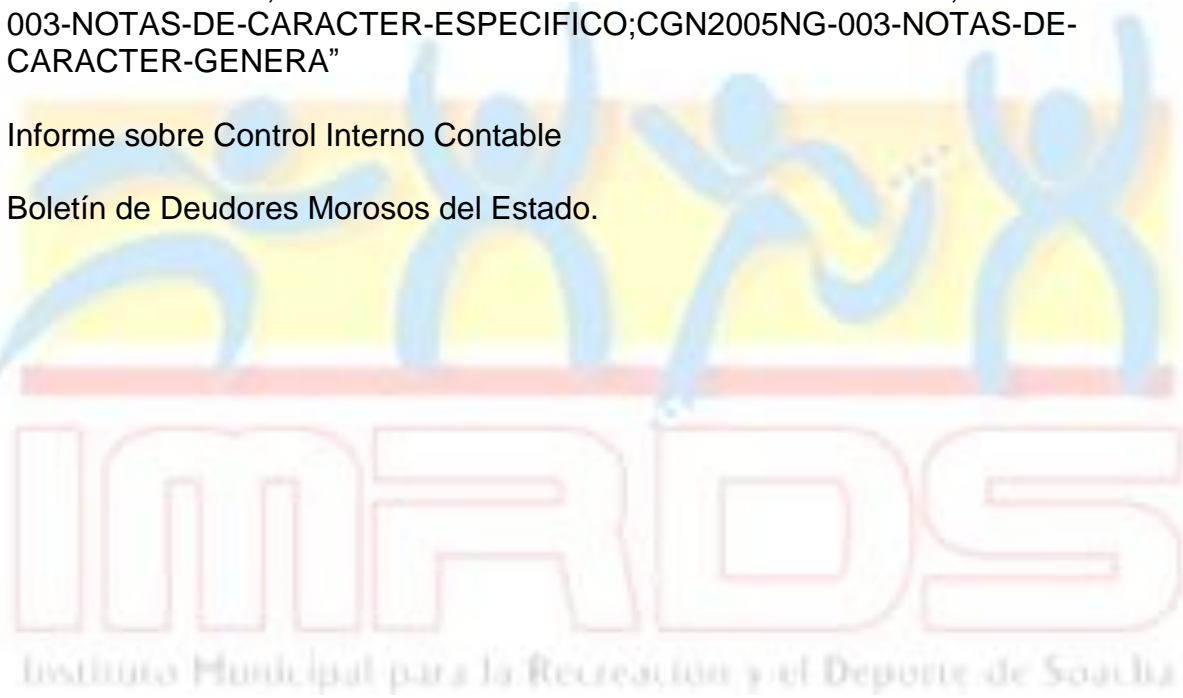 003-NOTAS-DE-CARACTER-ESPECIFICO;CGN2005NG-003-NOTAS-DE-
CARACTER-GENERA”
Informe sobre Control Interno Contable
Boletín de Deudores Morosos del Estado.
IMRDS
Instituto Municipal para la Recreación y el Deporte de Soacha